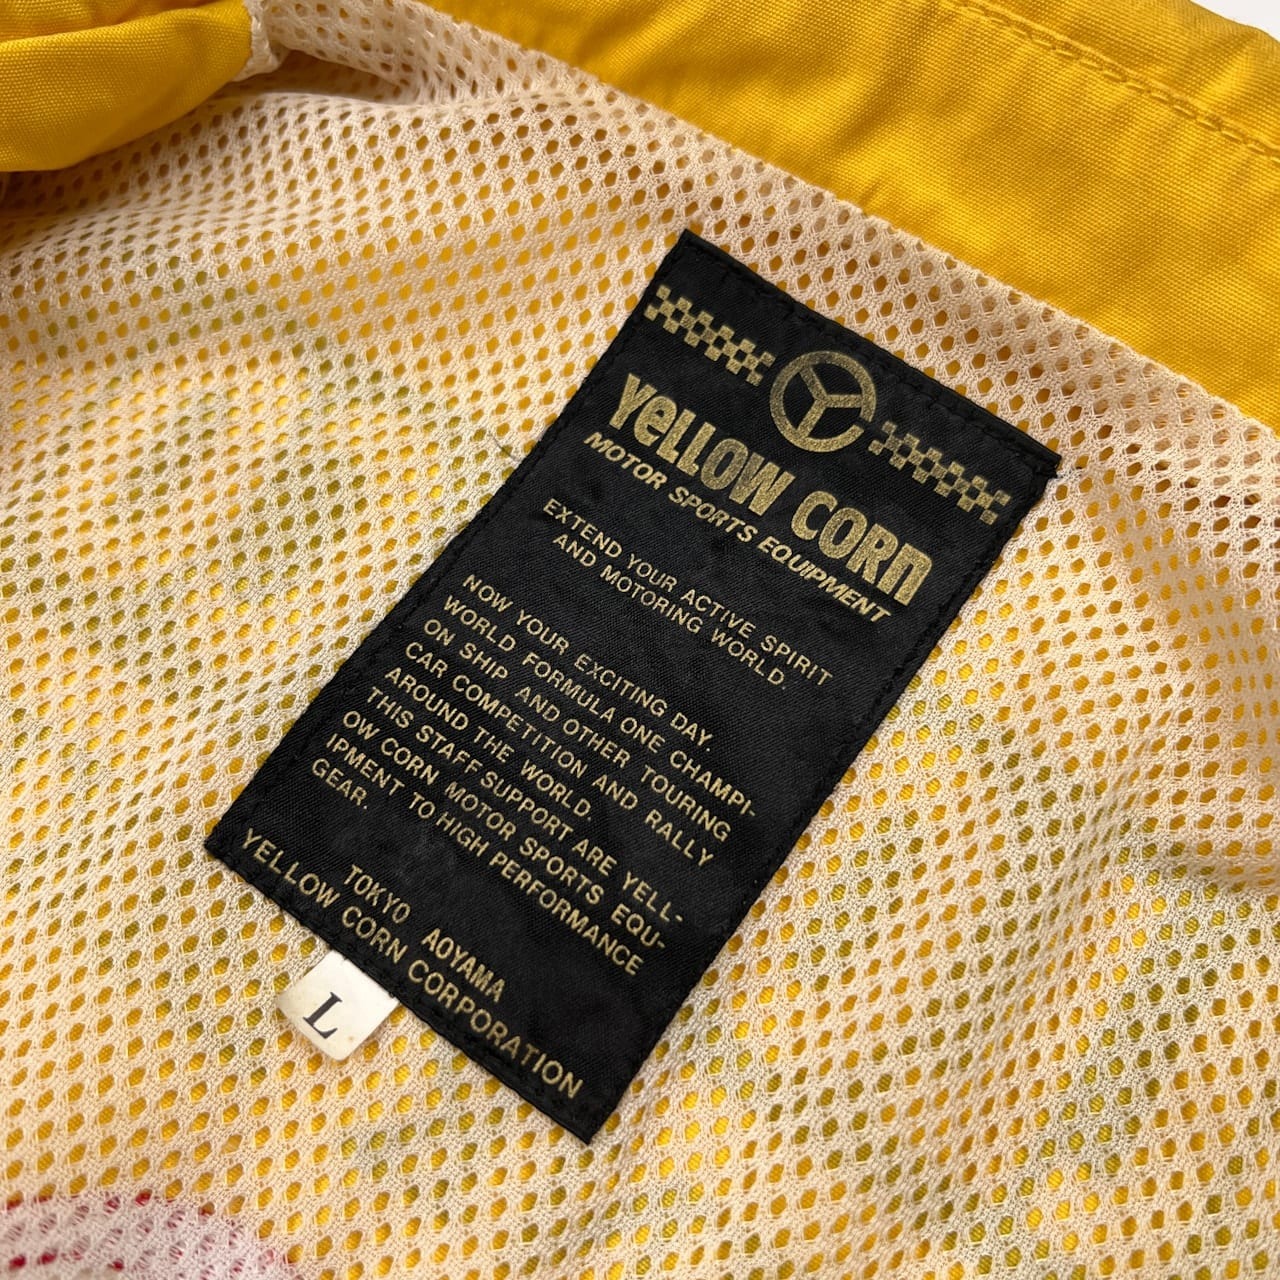 YELLOW CORN
MOTOR SPORTS EQUIPMENT
EXTEND YOUR ACTIVE SPIRIT
AND MOTORING WORLD.
NOW YOUR EXCITING DAY.
WORLD FORMULA ONE CHAMPI-
ON SHIP AND OTHER TOURING
CAR COMPETITION AND RALLY
AROUND THE WORLD.
THIS STAFF SUPPORT ARE YELL-
OW CORN MOTOR SPORTS EQU-
IPMENT TO HIGH PERFORMANCE
GEAR.
TOKYO AOYAMA
YELLOW CORN CORPORATION
L